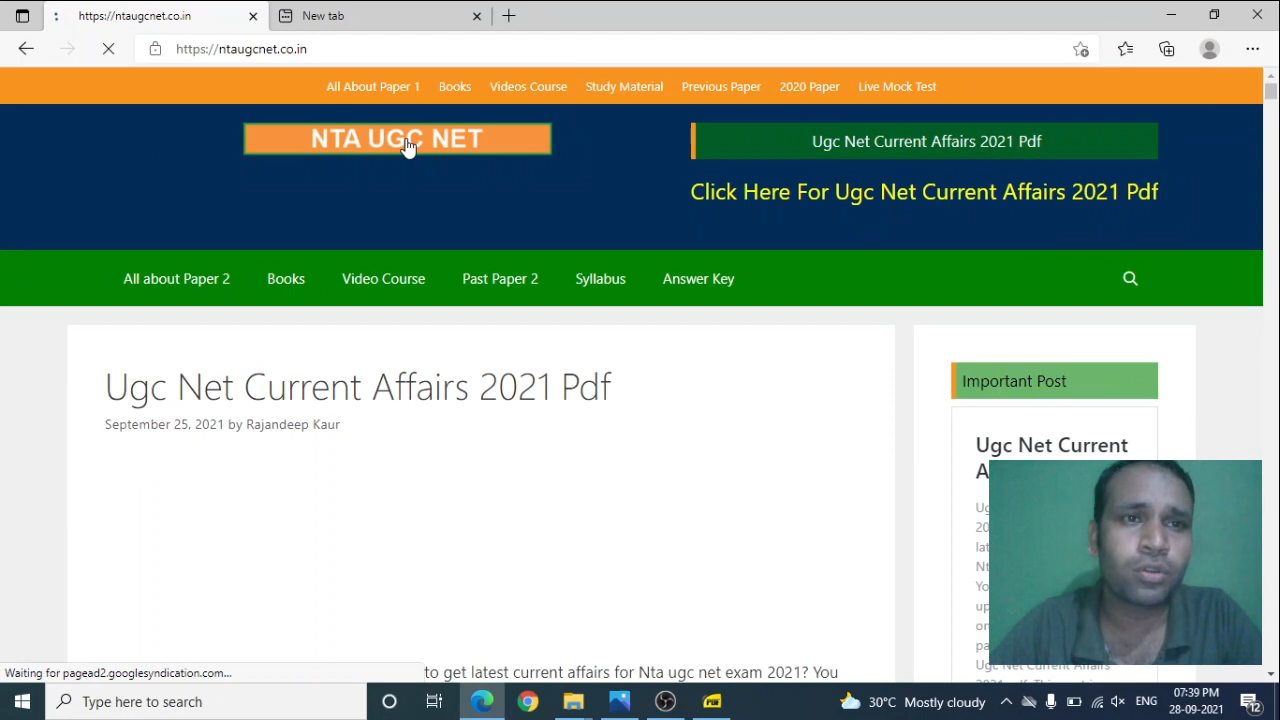 https://ntaugcnet.co.in
New tab
https://ntaugcnet.co.in
All About Paper 1 Books Videos Course Study Material Previous Paper 2020 Paper Live Mock Test
NTA UGC NET
Ugc Net Current Affairs 2021 Pdf
Click Here For Ugc Net Current Affairs 2021 Pdf
All about Paper 2 Books Video Course Past Paper 2 Syllabus Answer Key
Ugc Net Current Affairs 2021 Pdf
September 25, 2021 by Rajandeep Kaur
Important Post
Ugc Net Current
Ugc Net Current Affairs
to get latest current affairs for Nta ugc net exam 2021? You
Waiting for pagead2.googlesyndication.com...
Type here to search
30°C Mostly cloudy
ENG
07:39 PM
28-09-2021
12